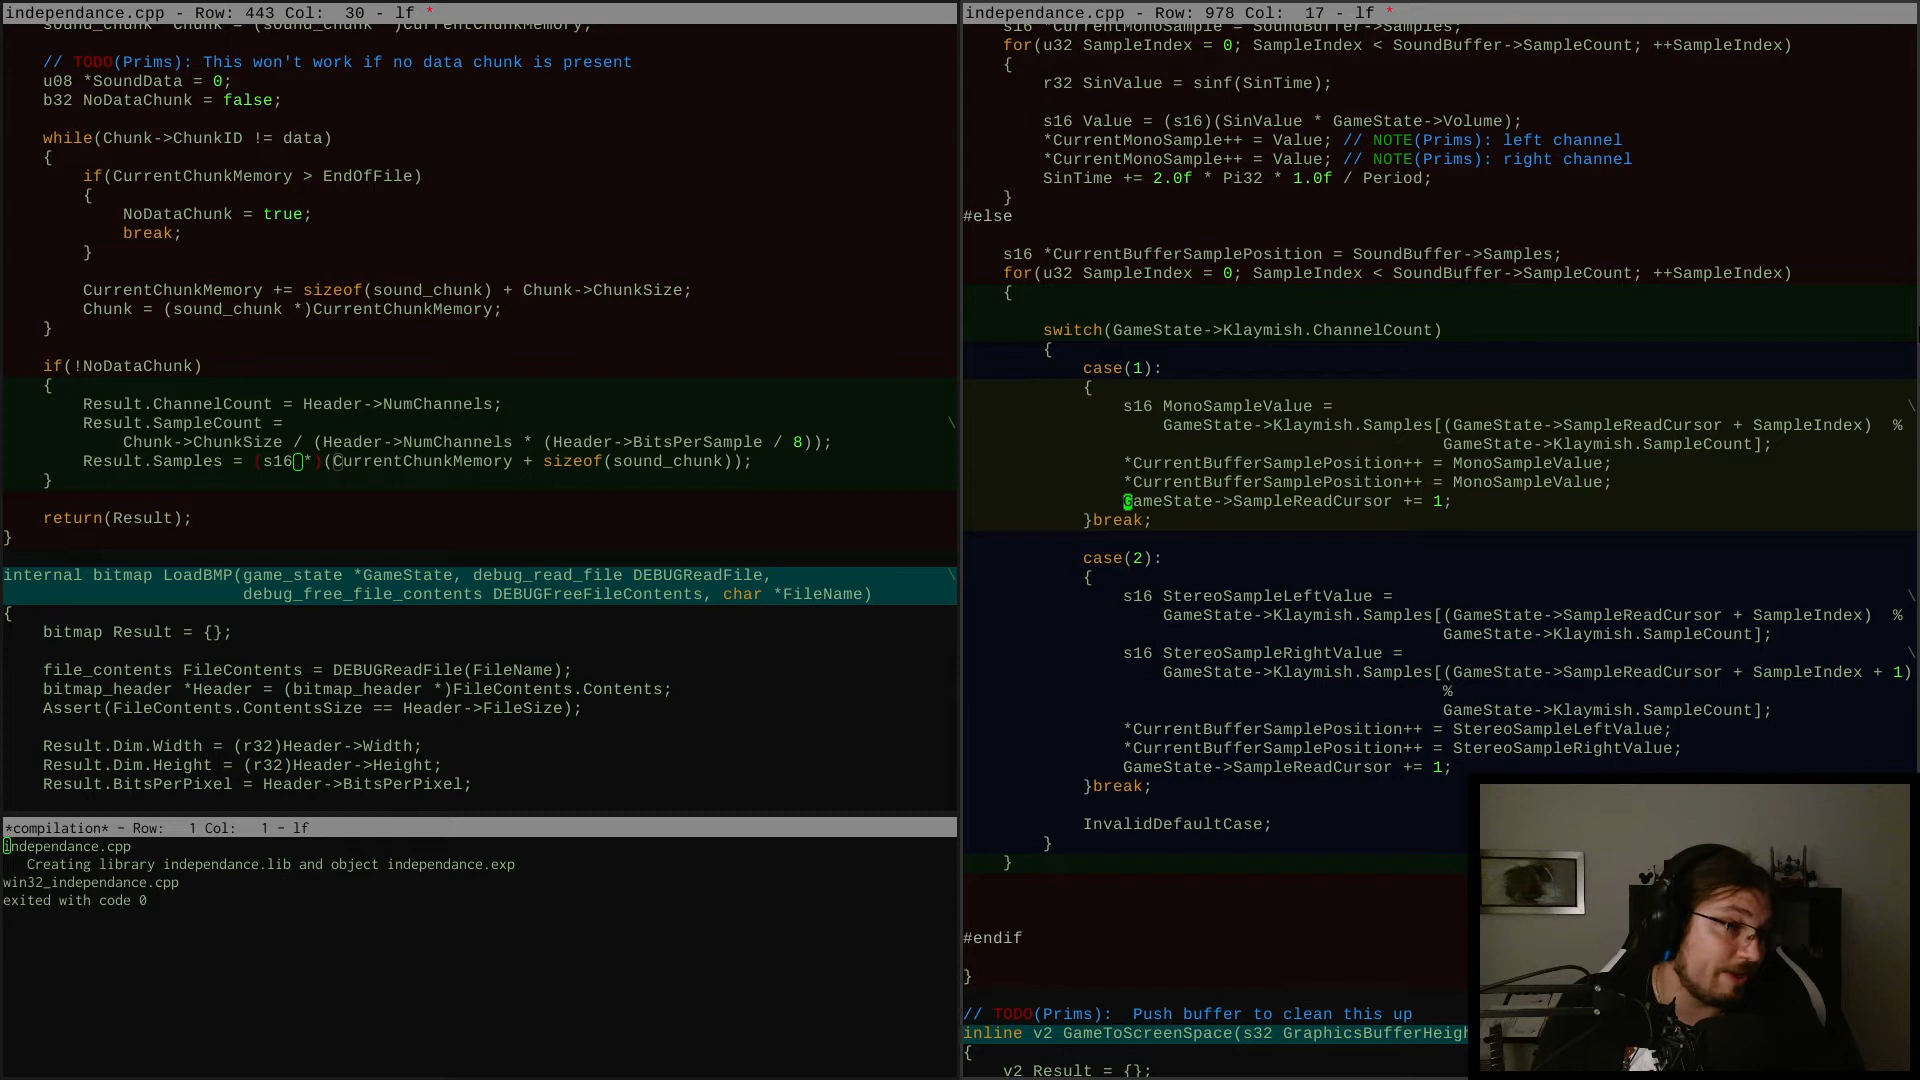 independance.cpp - Row: 443 Col:  30 - lf *
sound_chunk *Chunk = (sound_chunk *)CurrentChunkMemory;
// TODO(Prims): This won't work if no data chunk is present
u08 *SoundData = 0;
b32 NoDataChunk = false;
while(Chunk->ChunkID != data)
{
if(CurrentChunkMemory > EndOfFile)
{
NoDataChunk = true;
break;
}
CurrentChunkMemory += sizeof(sound_chunk) + Chunk->ChunkSize;
Chunk = (sound_chunk *)CurrentChunkMemory;
}
if(!NoDataChunk)
{
Result.ChannelCount = Header->NumChannels;
Result.SampleCount = \
Chunk->ChunkSize / (Header->NumChannels * (Header->BitsPerSample / 8));
Result.Samples = (s16 *)(CurrentChunkMemory + sizeof(sound_chunk));
}
return(Result);
}
internal bitmap LoadBMP(game_state *GameState, debug_read_file DEBUGReadFile, \
debug_free_file_contents DEBUGFreeFileContents, char *FileName)
{
bitmap Result = {};
file_contents FileContents = DEBUGReadFile(FileName);
bitmap_header *Header = (bitmap_header *)FileContents.Contents;
Assert(FileContents.ContentsSize == Header->FileSize);
Result.Dim.Width = (r32)Header->Width;
Result.Dim.Height = (r32)Header->Height;
Result.BitsPerPixel = Header->BitsPerPixel;
*compilation* - Row:   1 Col:   1 - lf
independance.cpp
Creating library independance.lib and object independance.exp
win32_independance.cpp
exited with code 0
independance.cpp - Row: 978 Col:  17 - lf *
s16 *CurrentMonoSample = SoundBuffer->Samples;
for(u32 SampleIndex = 0; SampleIndex < SoundBuffer->SampleCount; ++SampleIndex)
{
r32 SinValue = sinf(SinTime);
s16 Value = (s16)(SinValue * GameState->Volume);
*CurrentMonoSample++ = Value; // NOTE(Prims): left channel
*CurrentMonoSample++ = Value; // NOTE(Prims): right channel
SinTime += 2.0f * Pi32 * 1.0f / Period;
}
#else
s16 *CurrentBufferSamplePosition = SoundBuffer->Samples;
for(u32 SampleIndex = 0; SampleIndex < SoundBuffer->SampleCount; ++SampleIndex)
{
switch(GameState->Klaymish.ChannelCount)
{
case(1):
{
s16 MonoSampleValue = \
GameState->Klaymish.Samples[(GameState->SampleReadCursor + SampleIndex)  %
GameState->Klaymish.SampleCount];
*CurrentBufferSamplePosition++ = MonoSampleValue;
*CurrentBufferSamplePosition++ = MonoSampleValue;
GameState->SampleReadCursor += 1;
}break;
case(2):
{
s16 StereoSampleLeftValue = \
GameState->Klaymish.Samples[(GameState->SampleReadCursor + SampleIndex)  %
GameState->Klaymish.SampleCount];
s16 StereoSampleRightValue = \
GameState->Klaymish.Samples[(GameState->SampleReadCursor + SampleIndex + 1)
%
GameState->Klaymish.SampleCount];
*CurrentBufferSamplePosition++ = StereoSampleLeftValue;
*CurrentBufferSamplePosition++ = StereoSampleRightValue;
GameState->SampleReadCursor += 1;
}break;
InvalidDefaultCase;
}
}
#endif
}
// TODO(Prims):  Push buffer to clean this up
inline v2 GameToScreenSpace(s32 GraphicsBufferHeigh
{
v2 Result = {};